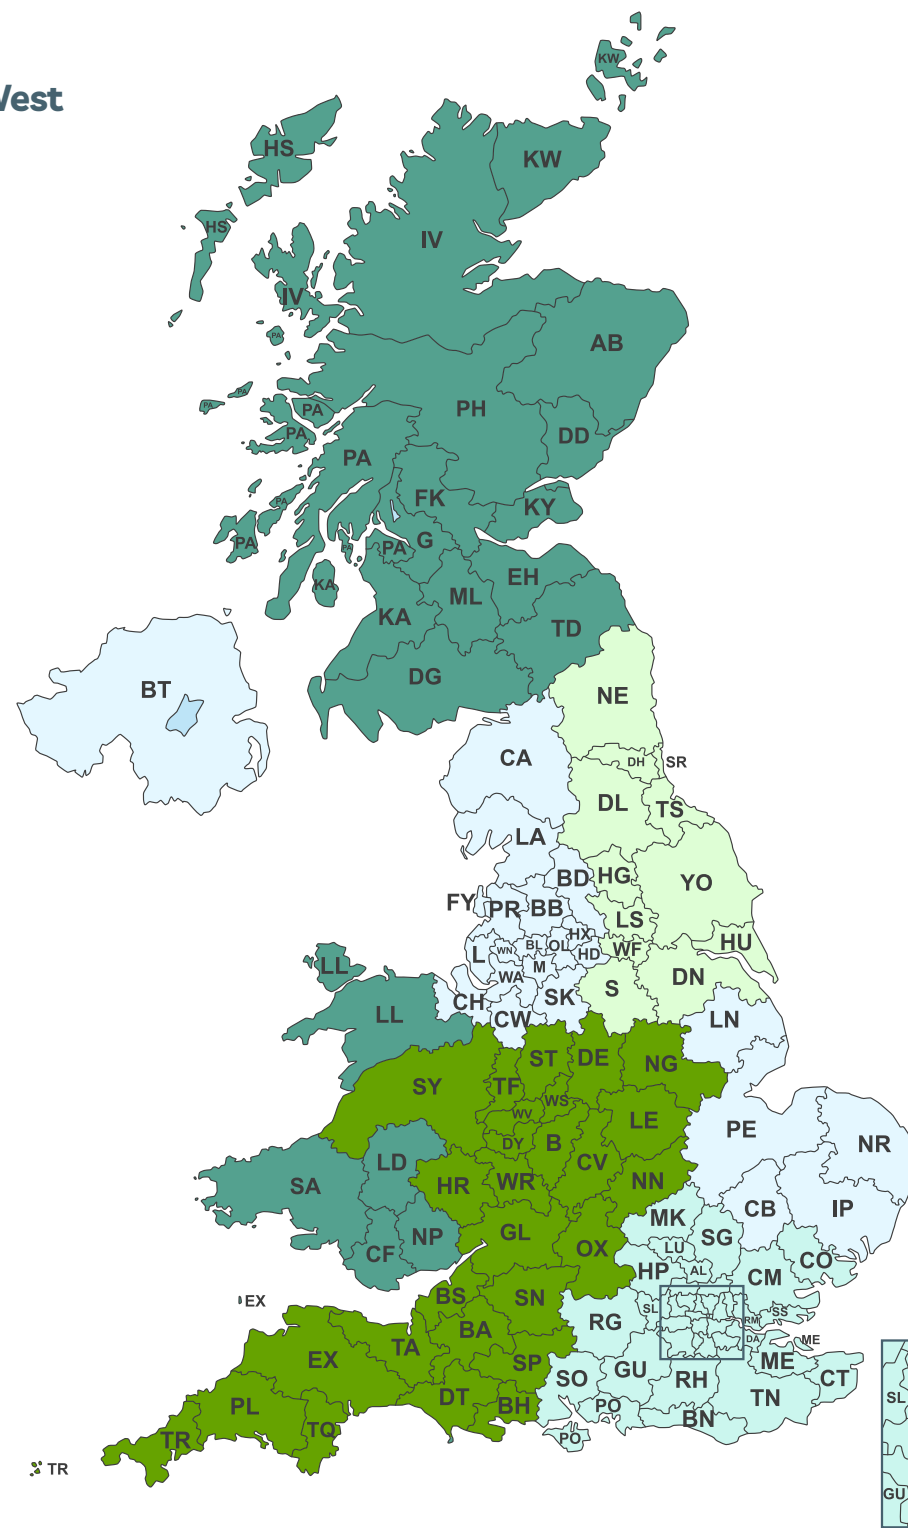 West
KW
HS
KW
HS
IV
IV
PA
AB
PA
PA
PA
PA
PH
DD
PA
FK
PA
KY
PA
G
PA
PA
EH
KA
ML
KA
TD
DG
BT
NE
CA
DH
SR
DL
TS
LA
BD
HG
YO
FY
PR
BB
LS
HX
HU
L
WN
BL
OL
HD
WF
M
LL
WA
CH
SK
S
DN
LL
CW
LN
ST
DE
NG
SY
TF
WS
WV
LE
PE
DY
B
NR
LD
CV
SA
HR
WR
NN
CB
IP
MK
SG
GL
NP
CF
OX
LU
CO
HP
AL
CM
EX
BS
SN
SL
SS
RM
RG
BA
DA
ME
TA
EX
SP
GU
ME
SO
RH
CT
DT
TN
SL
BH
PO
PL
BN
TQ
TR
PO
TR
GU